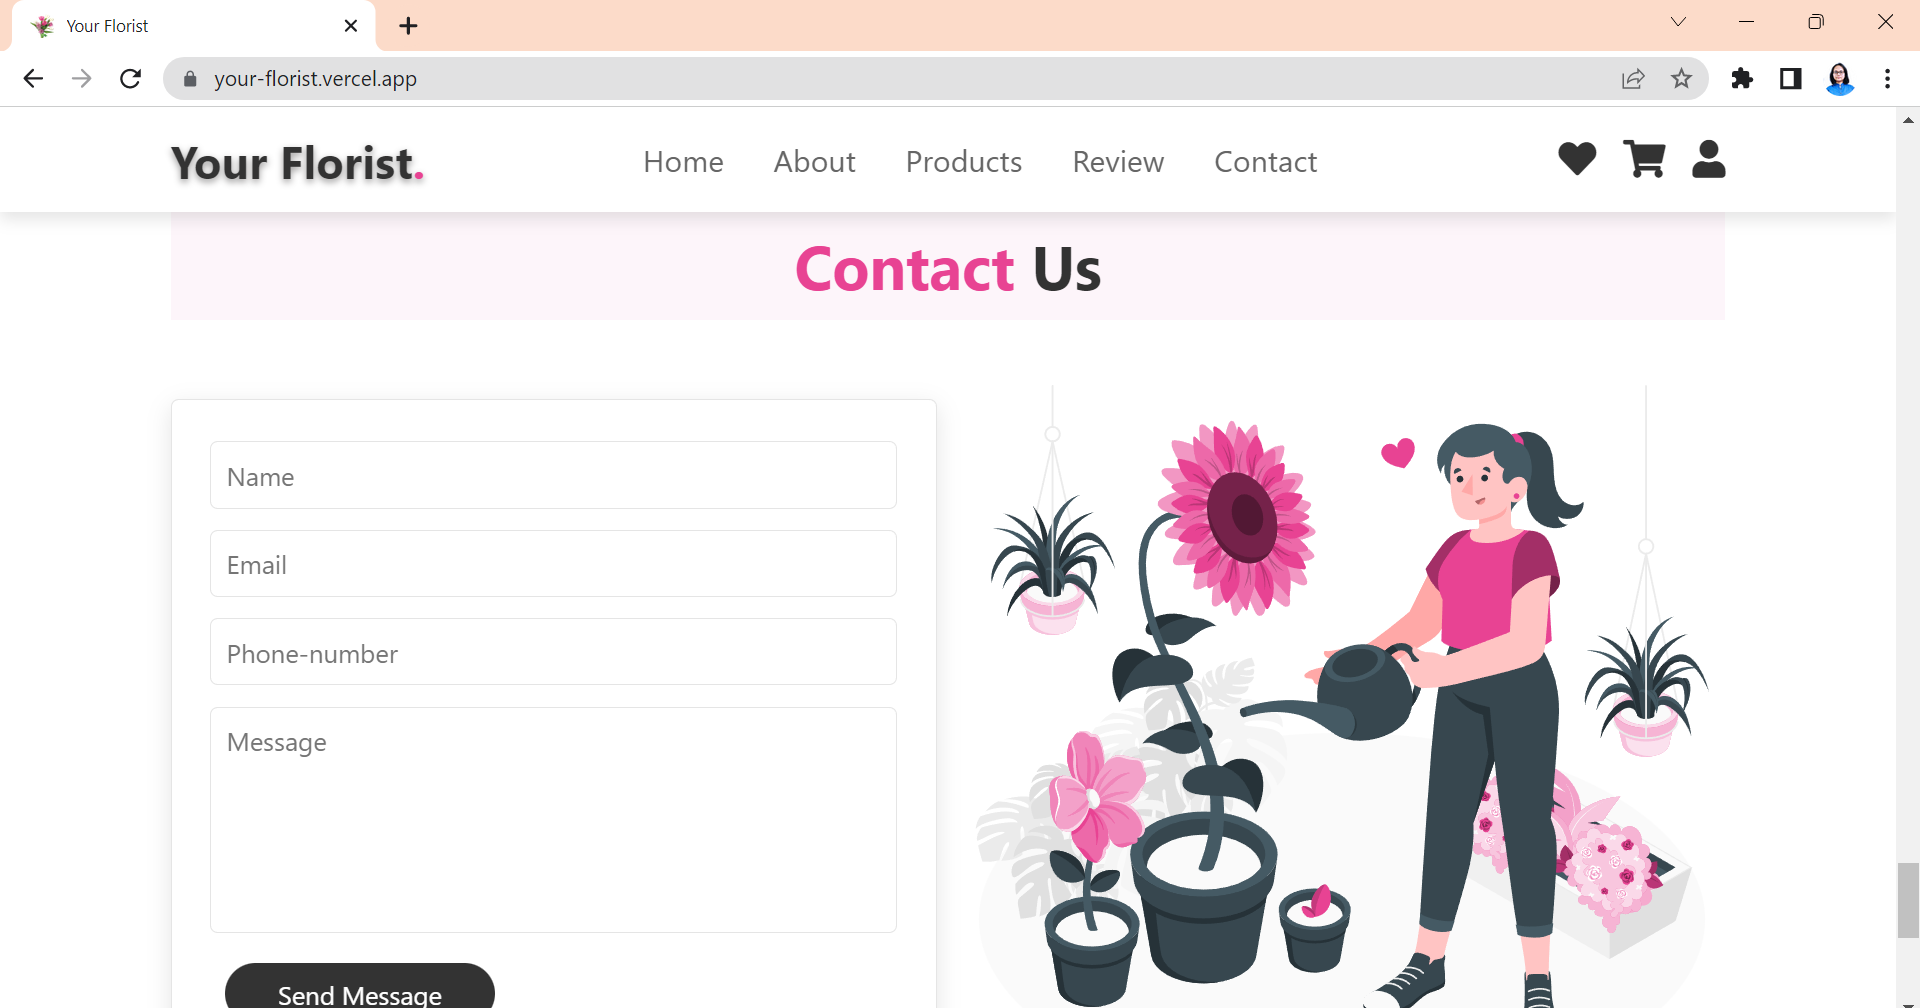 Your Florist
your-florist.vercel.app
Your Florist.
Home About Products Review Contact
Contact Us
Name
Email
Phone-number
Message
Send Message